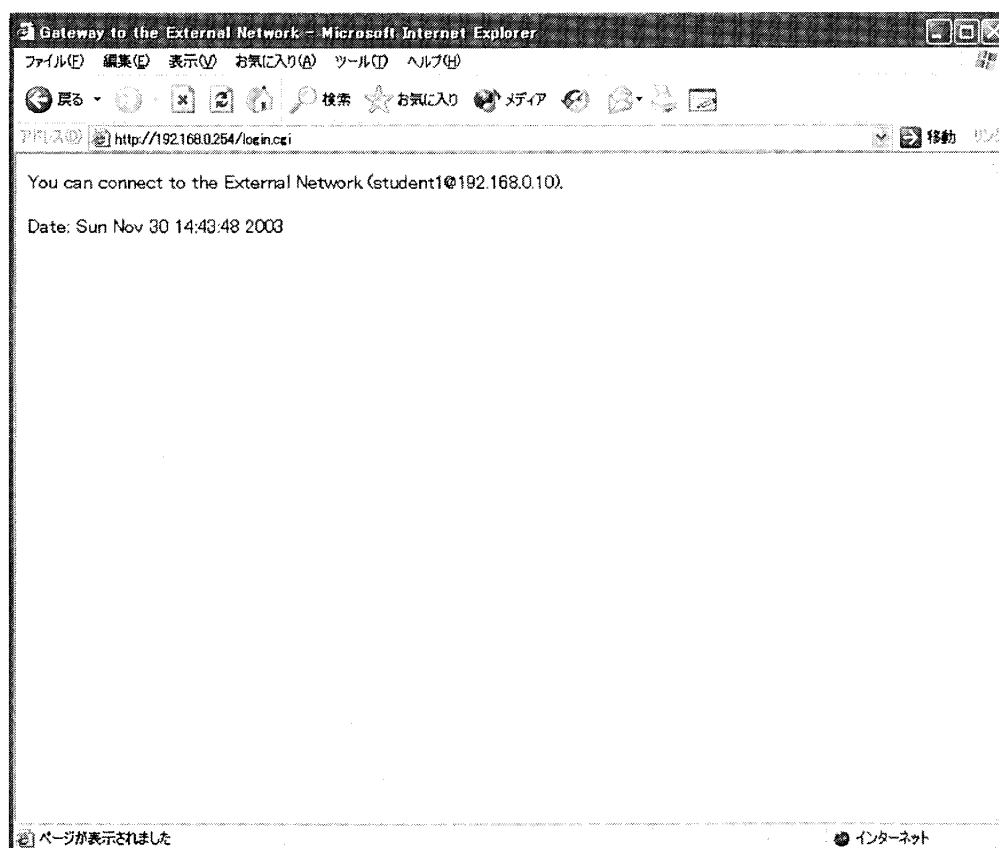 Gateway to the External Network - Microsoft Internet Explorer
ファイル(F) 編集(E) 表示(V) お気に入り(A) ツール(T) ヘルプ(H)
戻る 検索 お気に入り メディア
アドレス(D) http://192.168.0.254/login.cgi 移動 リンク
You can connect to the External Network (student1@192.168.0.10).
Date: Sun Nov 30 14:43:48 2003
ページが表示されました インターネット